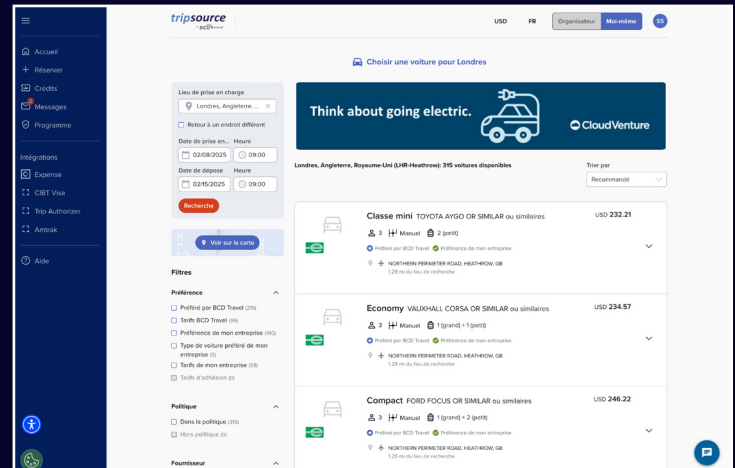 tripsource
by BCD travel
USD FR Organisateur Moi-même SS
Accueil
Réserver
Crédits
Messages
Programme
Intégrations
Expense
CIBT Visa
Trip Authorizer
Amtrak
Aide
Choisir une voiture pour Londres
Lieu de prise en charge
Londres, Angleterre,...
Retour à un endroit différent
Date de prise en... Heure
02/08/2025 09:00
Date de dépose Heure
02/15/2025 09:00
Recherche
Voir sur la carte
Filtres
Préférence
Préféré par BCD Travel (215)
Tarifs BCD Travel (99)
Préférence de mon entreprise (100)
Type de voiture préféré de mon
entreprise (5)
Tarifs de mon entreprise (58)
Tarifs d'adhésion (0)
Politique
Dans la politique (315)
Hors politique (0)
Fournisseur
Think about going electric.
CloudVenture
Londres, Angleterre, Royaume-Uni (LHR-Heathrow): 315 voitures disponibles
Trier par
Recommandé
Classe mini TOYOTA AYGO OR SIMILAR ou similaires USD 232.21
3 Manuel 2 (petit)
Préféré par BCD Travel Préférence de mon entreprise
NORTHERN PERIMETER ROAD, HEATHROW, GB
1.29 mi du lieu de recherche
Economy VAUXHALL CORSA OR SIMILAR ou similaires USD 234.57
3 Manuel 1 (grand) + 1 (petit)
Préféré par BCD Travel Préférence de mon entreprise
NORTHERN PERIMETER ROAD, HEATHROW, GB
1.29 mi du lieu de recherche
Compact FORD FOCUS OR SIMILAR ou similaires USD 246.22
3 Manuel 1 (grand) + 2 (petit)
Préféré par BCD Travel Préférence de mon entreprise
NORTHERN PERIMETER ROAD, HEATHROW, GB
1.29 mi du lieu de recherche